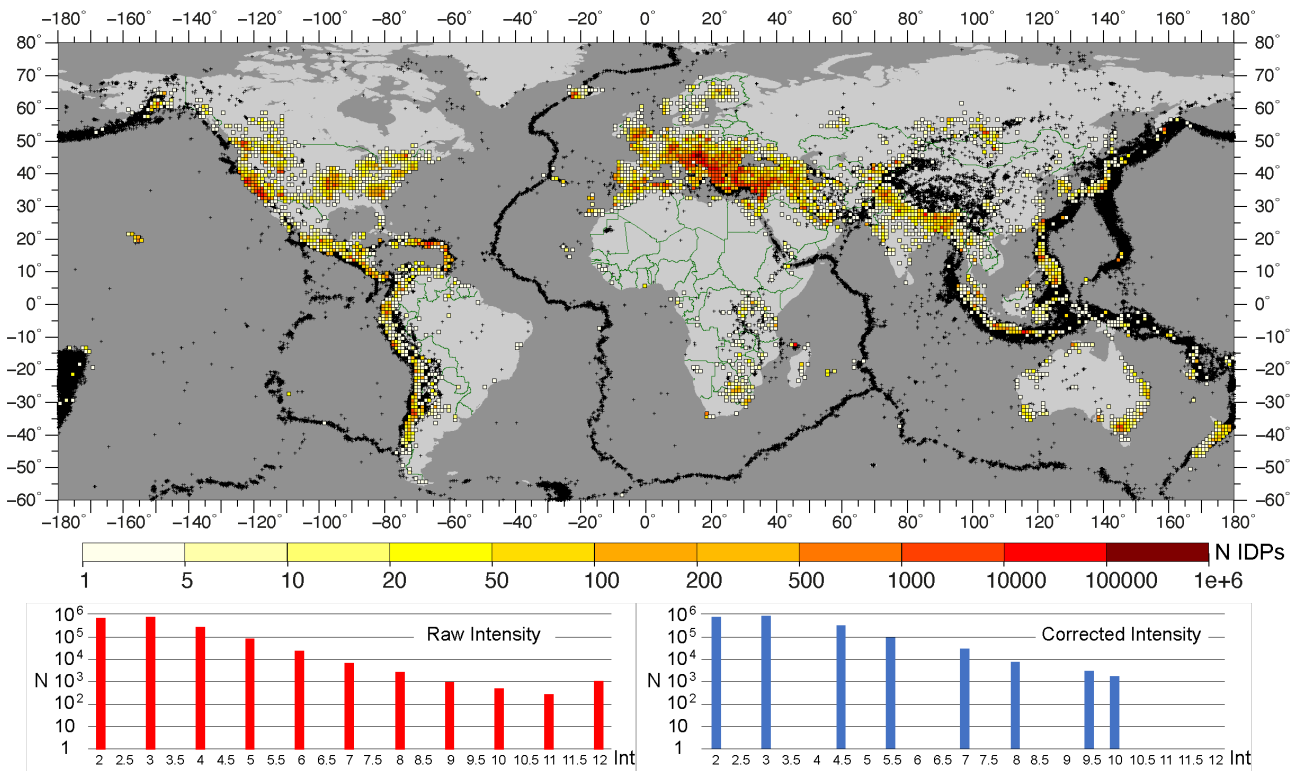 −180° −160° −140° −120° −100° −80° −60° −40° −20° 0° 20° 40° 60° 80° 100° 120° 140° 160° 180°
80° 80°
70° 70°
60° 60°
50° 50°
40° 40°
30° 30°
20° 20°
10° 10°
0° 0°
−10° −10°
−20° −20°
−30° −30°
−40° −40°
−50° −50°
−60° −60°
−180° −160° −140° −120° −100° −80° −60° −40° −20° 0° 20° 40° 60° 80° 100° 120° 140° 160° 180°
N IDPs
1 5 10 20 50 100 200 500 1000 10000 100000 1e+6
Raw Intensity
10⁶
10⁵
10⁴
N 10³
10²
10
1
2 2.5 3 3.5 4 4.5 5 5.5 6 6.5 7 7.5 8 8.5 9 9.5 10 10.5 11 11.5 12 Int
Corrected Intensity
10⁶
10⁵
10⁴
N 10³
10²
10
1
2 2.5 3 3.5 4 4.5 5 5.5 6 6.5 7 7.5 8 8.5 9 9.5 10 10.5 11 11.5 12 Int